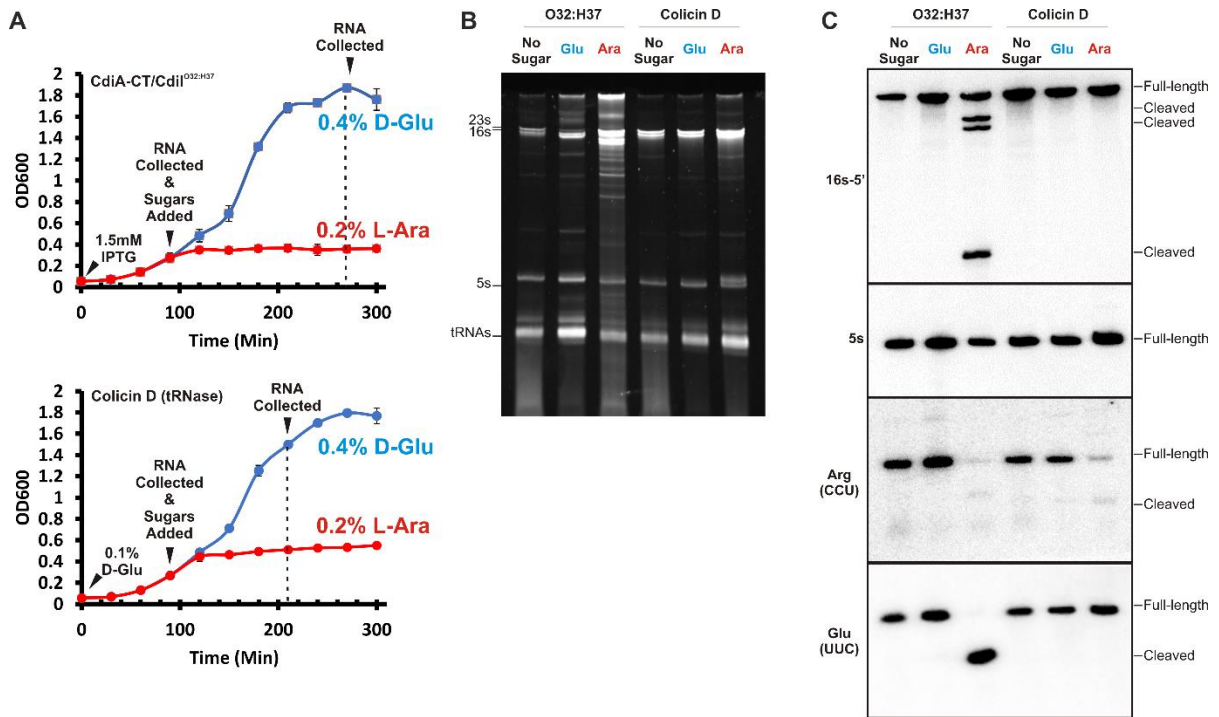 A
RNA
Collected
CdiA-CT/CdiI^O32:H37
2
1.8
1.6
1.4
1.2
1
0.8
0.6
0.4
0.2
0
OD600
0.4% D-Glu
RNA
Collected
&
Sugars
Added
1.5mM
IPTG
0.2% L-Ara
0
100
200
300
Time (Min)
Colicin D (tRNase)
RNA
Collected
2
1.8
1.6
1.4
1.2
1
0.8
0.6
0.4
0.2
0
OD600
0.4% D-Glu
RNA
Collected
&
Sugars
Added
0.1%
D-Glu
0.2% L-Ara
0
100
200
300
Time (Min)
B
O32:H37
Colicin D
No
Sugar
Glu
Ara
No
Sugar
Glu
Ara
23s
16s
5s
tRNAs
C
O32:H37
Colicin D
No
Sugar
Glu
Ara
No
Sugar
Glu
Ara
16s-5'
Full-length
Cleaved
Cleaved
Cleaved
5s
Full-length
Arg
(CCU)
Full-length
Cleaved
Glu
(UUC)
Full-length
Cleaved